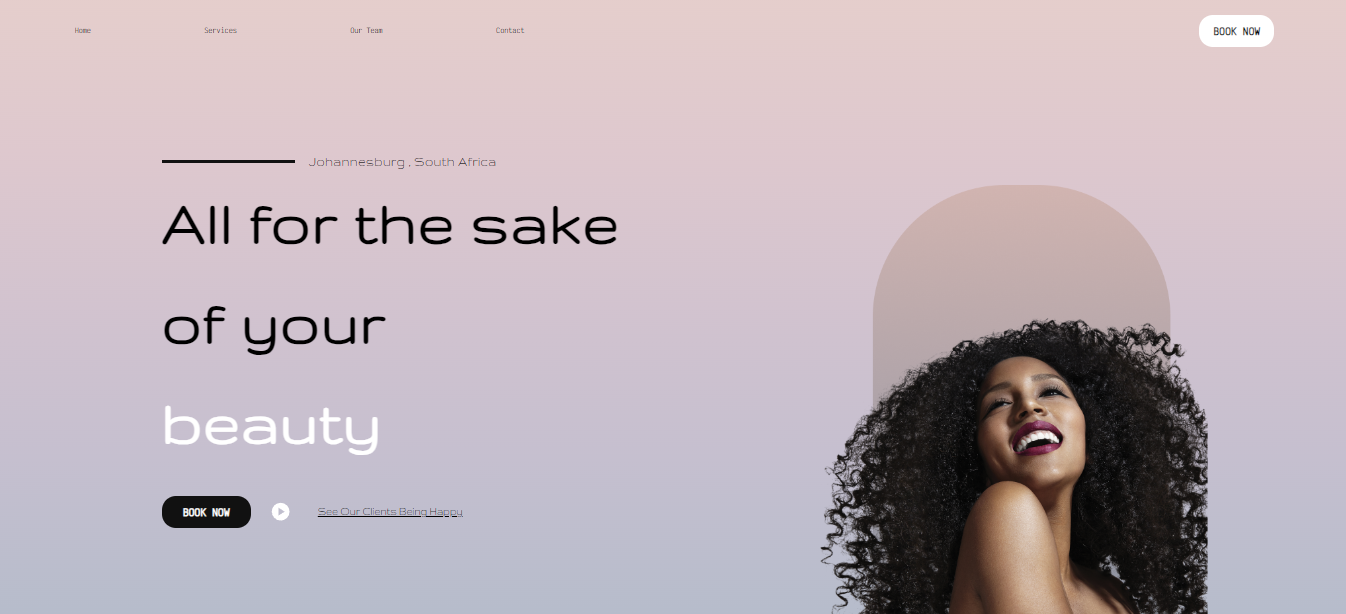 Home
Services
Our Team
Contact
BOOK NOW
Johannesburg , South Africa
All for the sake
of your
beauty
BOOK NOW
See Our Clients Being Happy